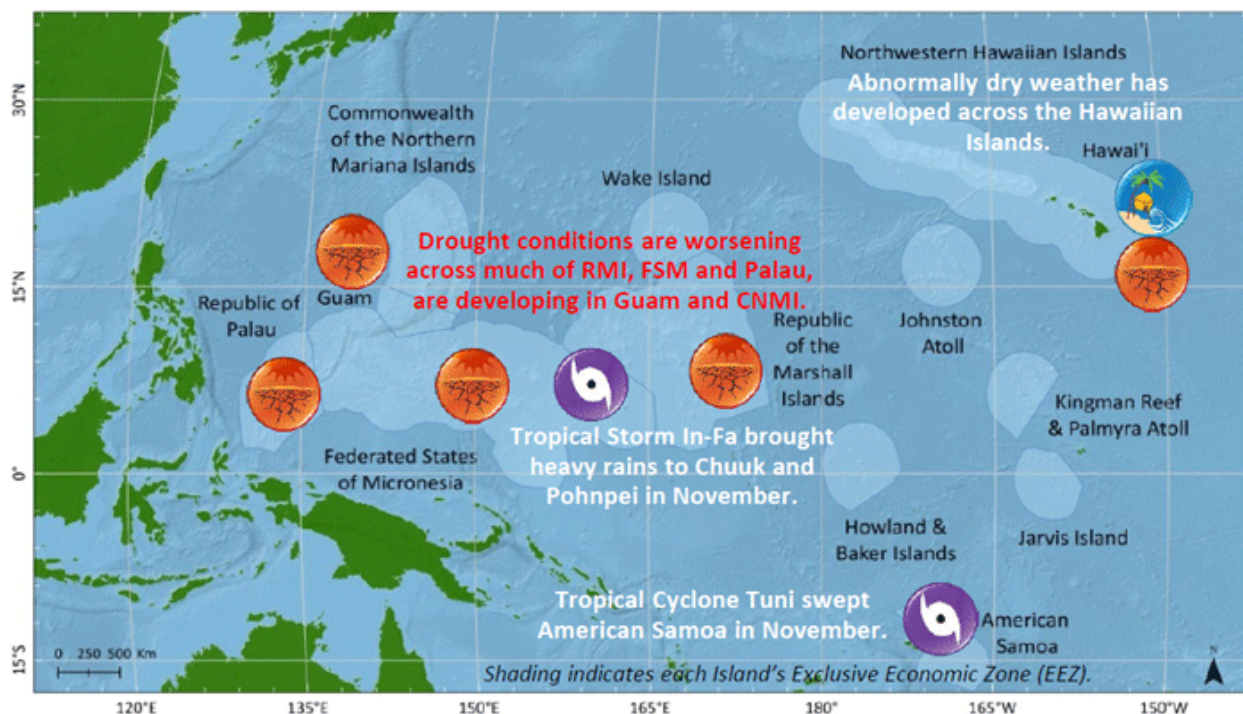 Northwestern Hawaiian Islands
Abnormally dry weather has
developed across the Hawaiian
Islands.
Hawai'i
30°N
Commonwealth
of the Northern
Mariana Islands
Wake Island
Drought conditions are worsening
across much of RMI, FSM and Palau,
are developing in Guam and CNMI.
15°N
Republic of
Palau
Guam
Republic
of the
Marshall
Islands
Johnston
Atoll
Kingman Reef
& Palmyra Atoll
Tropical Storm In-Fa brought
heavy rains to Chuuk and
Pohnpei in November.
Federated States
of Micronesia
0°
Howland &
Baker Islands
Jarvis Island
Tropical Cyclone Tuni swept
American Samoa in November.
American
Samoa
15°S
0 250 500 Km
Shading indicates each Island's Exclusive Economic Zone (EEZ).
N
120°E 135°E 150°E 165°E 180° 165°W 150°W